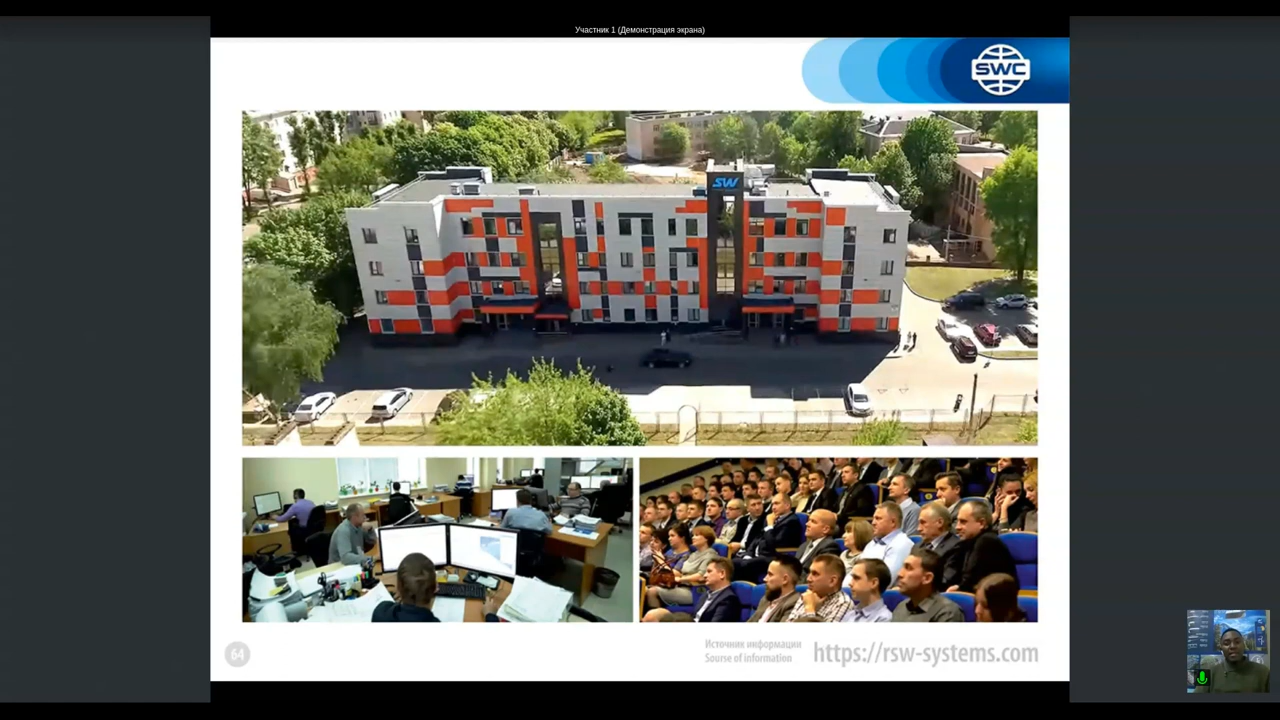 Участник 1 (Демонстрация экрана)
SWC
SW
64
Источник информации
Sourse of information
https://rsw-systems.com